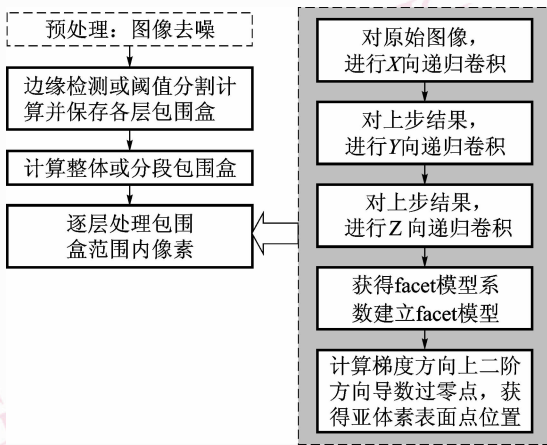 预处理：图像去噪
边缘检测或阈值分割计
算并保存各层包围盒
计算整体或分段包围盒
逐层处理包围
盒范围内像素
对原始图像，
进行X向递归卷积
对上步结果，
进行Y向递归卷积
对上步结果，
进行Z向递归卷积
获得facet模型系
数建立facet模型
计算梯度方向上二阶
方向导数过零点，获
得亚体素表面点位置